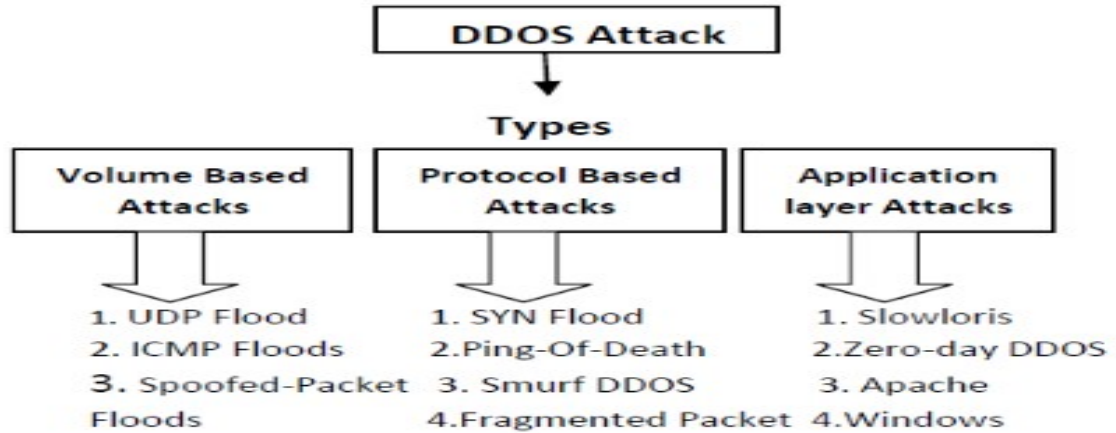 DDOS Attack
Types
Volume Based
Attacks
Protocol Based
Attacks
Application
layer Attacks
1. UDP Flood
2. ICMP Floods
3. Spoofed-Packet
Floods
1. SYN Flood
2.Ping-Of-Death
3. Smurf DDOS
4.Fragmented Packet
1. Slowloris
2.Zero-day DDOS
3. Apache
4.Windows